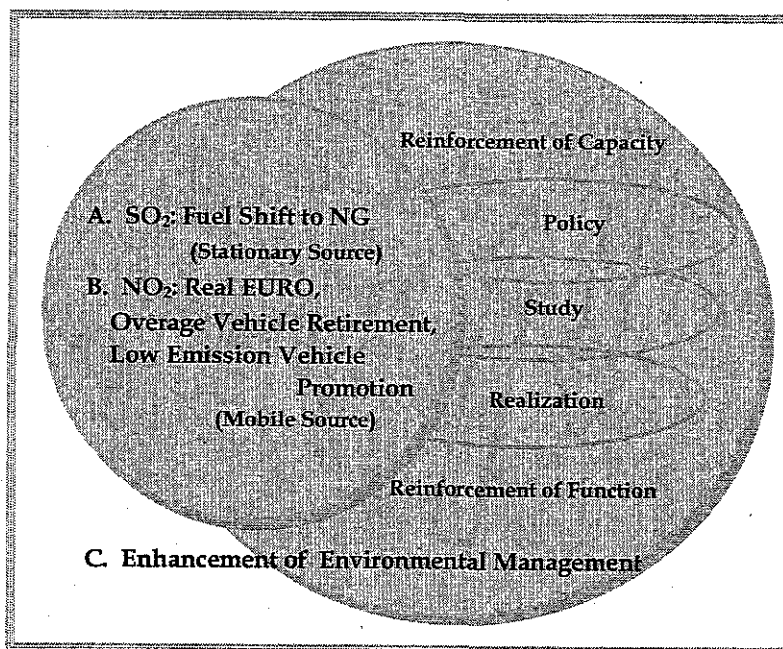 Reinforcement of Capacity
A. SO₂: Fuel Shift to NG
(Stationary Source)
Policy
B. NO₂: Real EURO,
Overage Vehicle Retirement,
Low Emission Vehicle
Promotion
(Mobile Source)
Study
Realization
Reinforcement of Function
C. Enhancement of Environmental Management